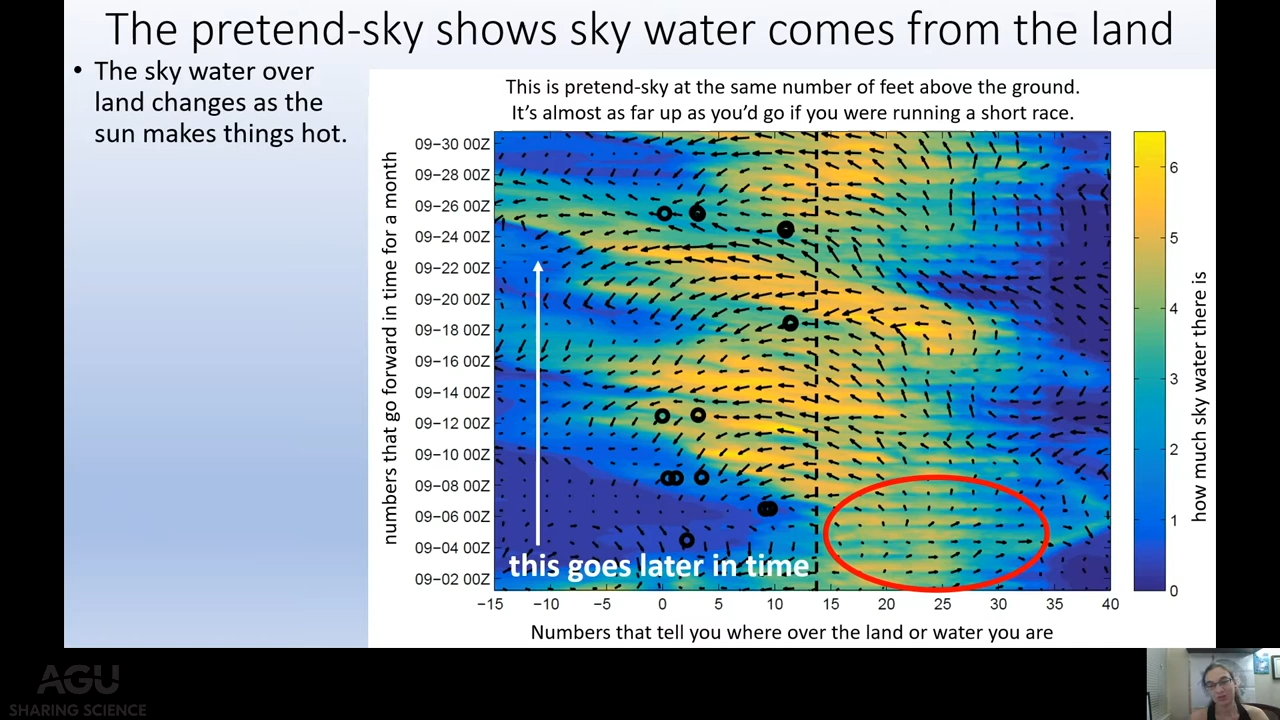 The pretend-sky shows sky water comes from the land
• The sky water over
land changes as the
sun makes things hot.
This is pretend-sky at the same number of feet above the ground.
It's almost as far up as you'd go if you were running a short race.
numbers that go forward in time for a month
09−30 00Z
09−28 00Z
09−26 00Z
09−24 00Z
09−22 00Z
09−20 00Z
09−18 00Z
09−16 00Z
09−14 00Z
09−12 00Z
09−10 00Z
09−08 00Z
09−06 00Z
09−04 00Z
09−02 00Z
this goes later in time
−15 −10 −5 0 5 10 15 20 25 30 35 40
Numbers that tell you where over the land or water you are
6
5
4
3
2
1
0
how much sky water there is
AGU
SHARING SCIENCE